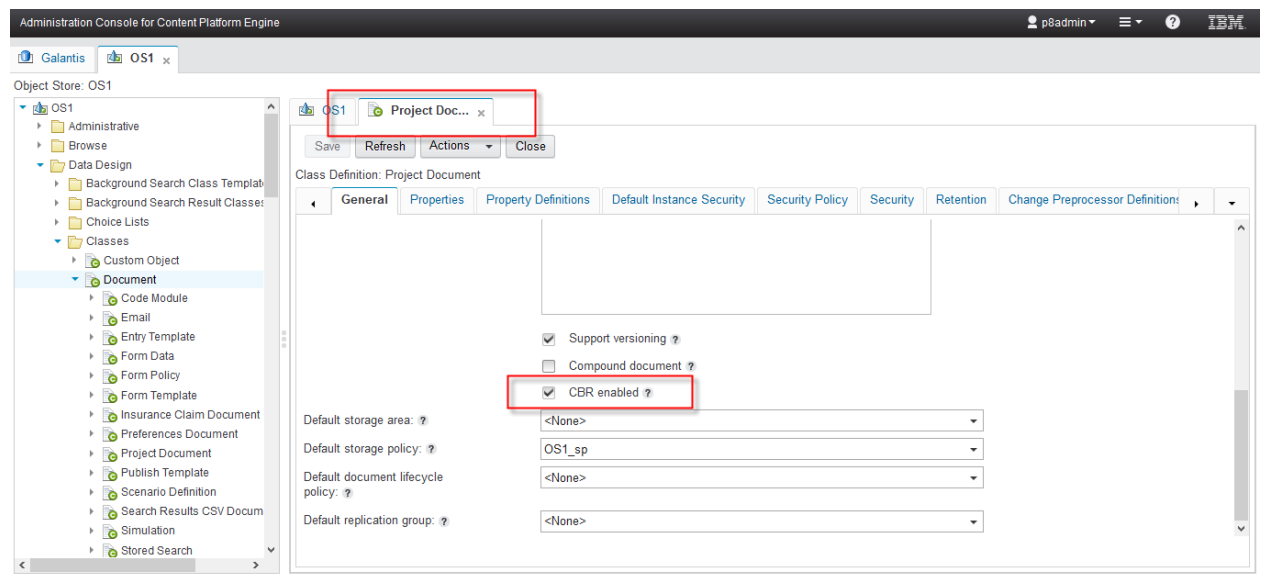 Administration Console for Content Platform Engine
p8admin
?
IBM.
Galantis
OS1 x
Object Store: OS1
OS1
Administrative
Browse
Data Design
Background Search Class Templat
Background Search Result Classes
Choice Lists
Classes
Custom Object
Document
Code Module
Email
Entry Template
Form Data
Form Policy
Form Template
Insurance Claim Document
Preferences Document
Project Document
Publish Template
Scenario Definition
Search Results CSV Docum
Simulation
Stored Search
OS1
Project Doc... x
Save Refresh Actions Close
Class Definition: Project Document
General Properties Property Definitions Default Instance Security Security Policy Security Retention Change Preprocessor Definitions
Support versioning ?
Compound document ?
CBR enabled ?
Default storage area: ? <None>
Default storage policy: ? OS1_sp
Default document lifecycle <None>
policy: ?
Default replication group: ? <None>